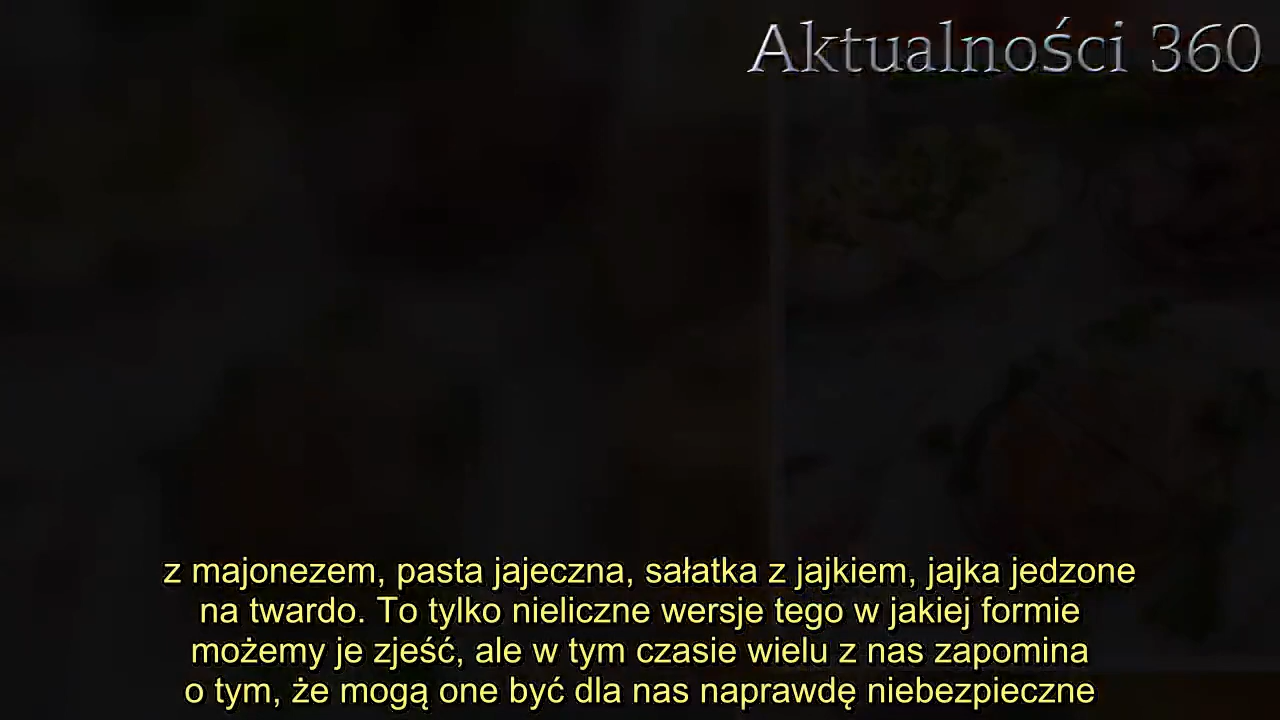 Aktualności 360
z majonezem, pasta jajeczna, sałatka z jajkiem, jajka jedzone
na twardo. To tylko nieliczne wersje tego w jakiej formie
możemy je zjeść, ale w tym czasie wielu z nas zapomina
o tym, że mogą one być dla nas naprawdę niebezpieczne